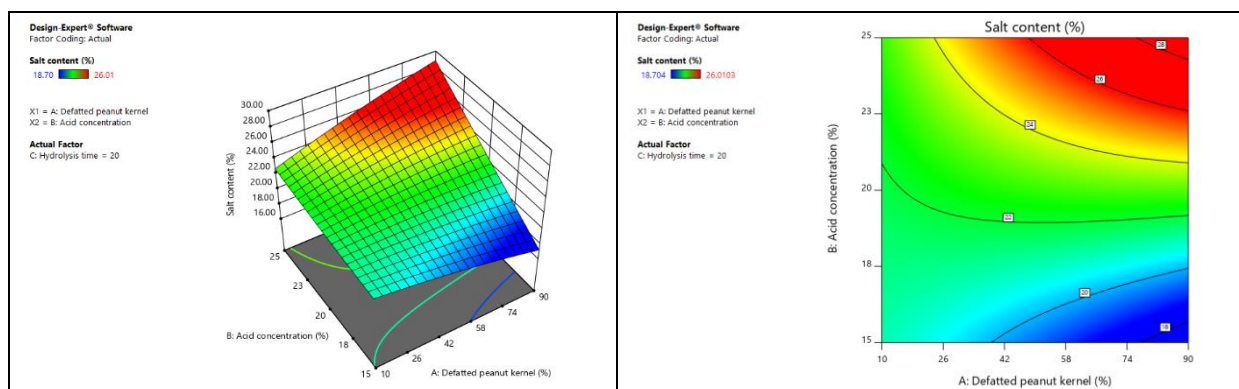 Design-Expert® Software
Factor Coding: Actual
Salt content (%)
18.70 26.01
X1 = A: Defatted peanut kernel
X2 = B: Acid concentration
Actual Factor
C: Hydrolysis time = 20
Salt content (%)
30.00
28.00
26.00
24.00
22.00
20.00
18.00
16.00
25
23
20
18
15
B: Acid concentration (%)
10
26
42
58
74
90
A: Defatted peanut kernel (%)
Design-Expert® Software
Factor Coding: Actual
Salt content (%)
18.704 26.0103
X1 = A: Defatted peanut kernel
X2 = B: Acid concentration
Actual Factor
C: Hydrolysis time = 20
Salt content (%)
B: Acid concentration (%)
25
23
20
18
15
28
26
24
22
20
18
10 26 42 58 74 90
A: Defatted peanut kernel (%)